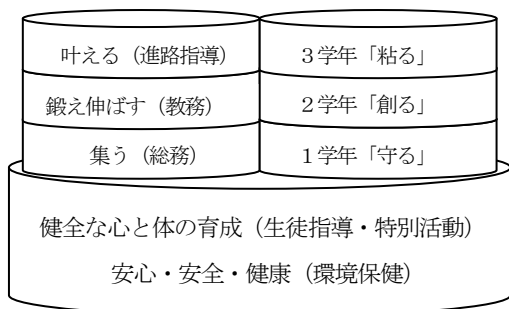 叶える（進路指導）
３学年「粘る」
鍛え伸ばす（教務）
２学年「創る」
集う（総務）
１学年「守る」
健全な心と体の育成（生徒指導・特別活動）
安心・安全・健康（環境保健）